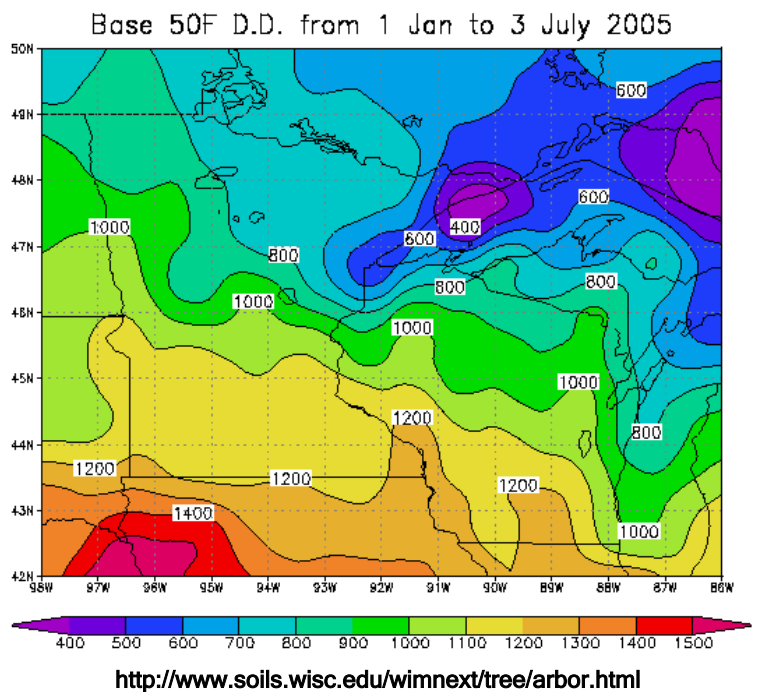 Base 50F D.D. from 1 Jan to 3 July 2005
50N
600
49N
48N
600
1000
400
47N
600
800
800
800
1000
46N
1000
45N
1000
1200
800
44N
1200
1200
1200
43N
1400
1000
42N
98W 97W 96W 95W 94W 93W 92W 91W 90W 89W 88W 87W 86W
400 500 600 700 800 900 1000 1100 1200 1300 1400 1500
http://www.soils.wisc.edu/wimnext/tree/arbor.html